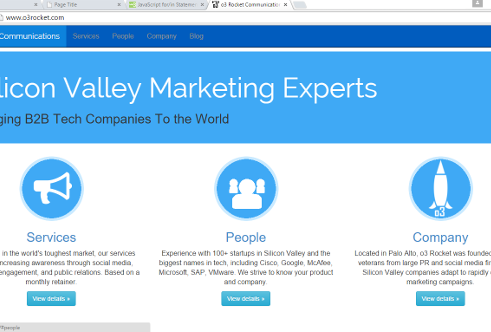 Page Title × JavaScript for/in Statemen × o3 Rocket Communicatio ×
www.o3rocket.com
Communications Services People Company Blog
licon Valley Marketing Experts
ging B2B Tech Companies To the World
o3
Services People Company
in the world's toughest market, our services
ncreasing awareness through social media,
engagement, and public relations. Based on a
monthly retainer.
View details »
Experience with 100+ startups in Silicon Valley and the
biggest names in tech, including Cisco, Google, McAfee,
Microsoft, SAP, VMware. We strive to know your product
and company.
View details »
Located in Palo Alto, o3 Rocket was founded
veterans from large PR and social media fi
Silicon Valley companies adapt to rapidly
marketing campaigns.
View details »